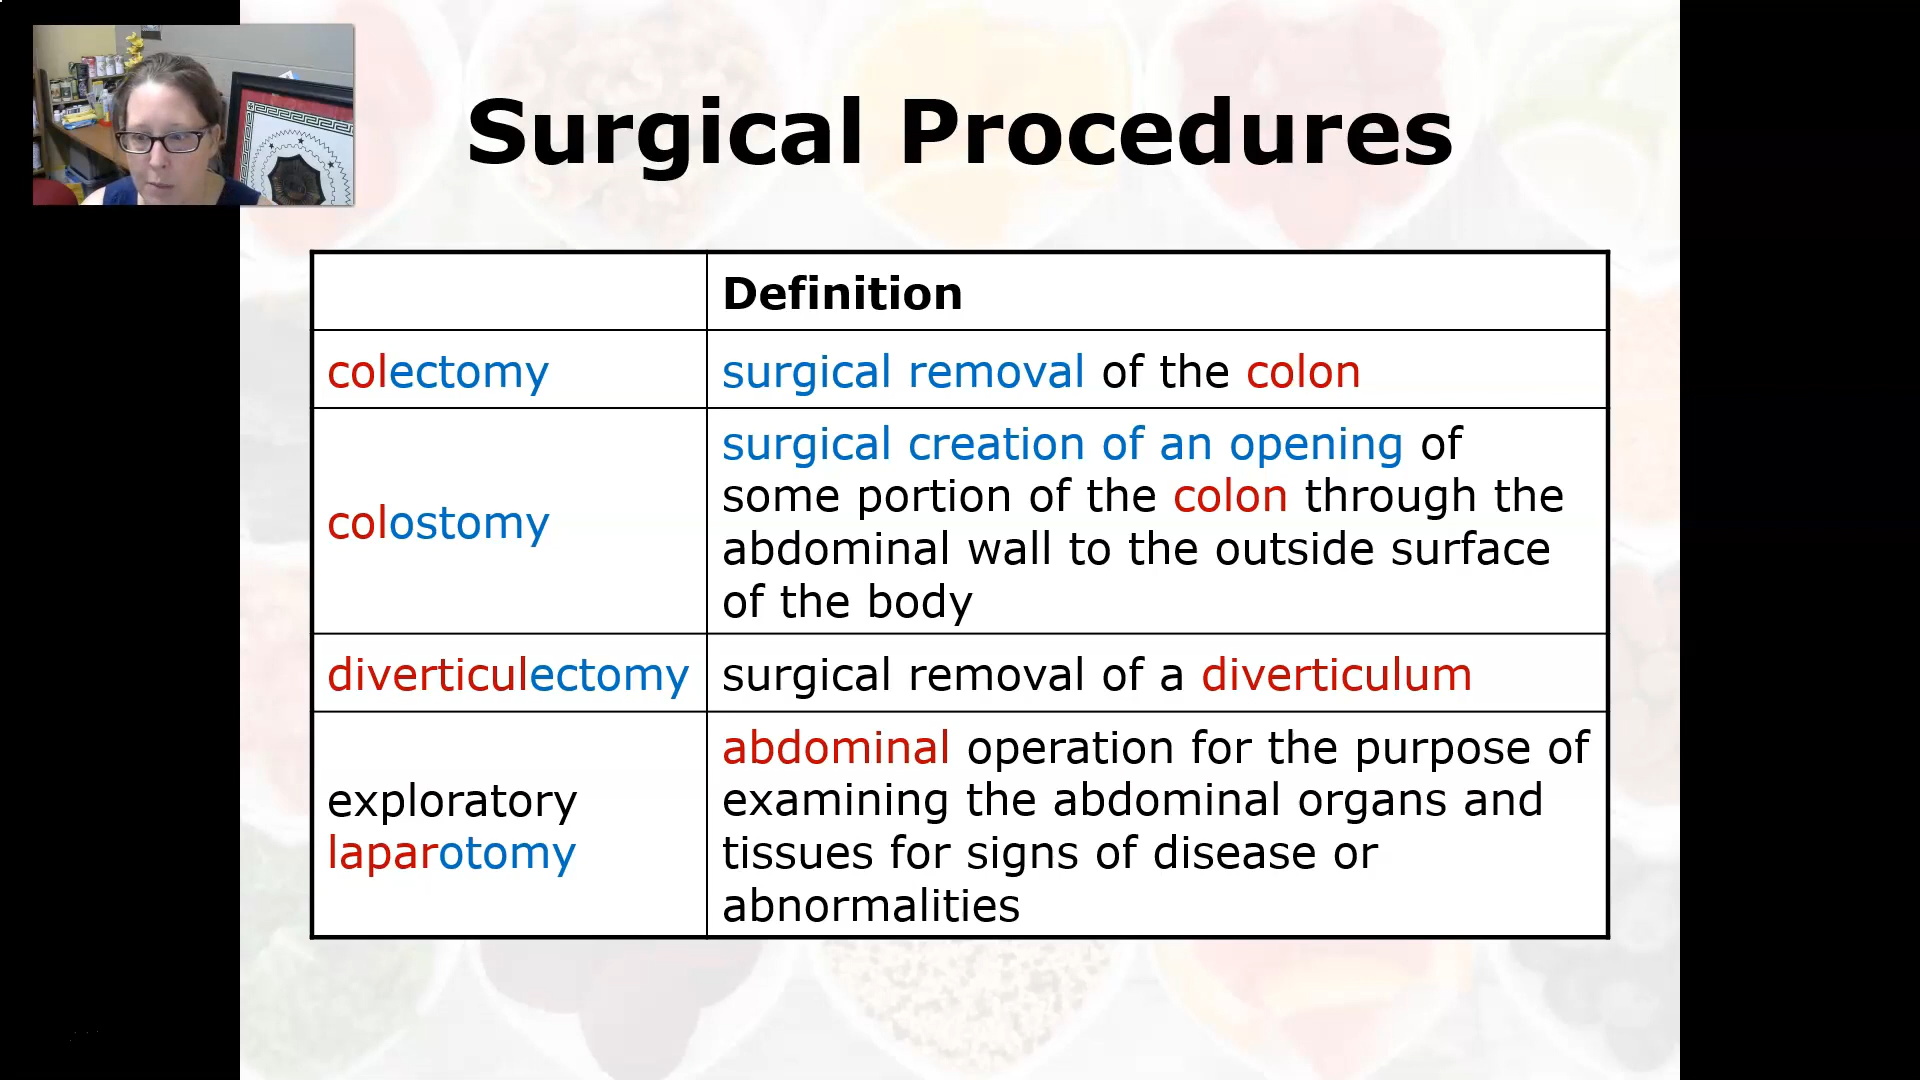 Surgical Procedures
Definition
colectomy
surgical removal of the colon
colostomy
surgical creation of an opening of
some portion of the colon through the
abdominal wall to the outside surface
of the body
diverticulectomy
surgical removal of a diverticulum
exploratory
laparotomy
abdominal operation for the purpose of
examining the abdominal organs and
tissues for signs of disease or
abnormalities